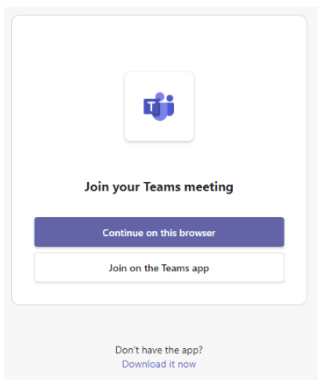 T
Join your Teams meeting
Continue on this browser
Join on the Teams app
Don't have the app?
Download it now